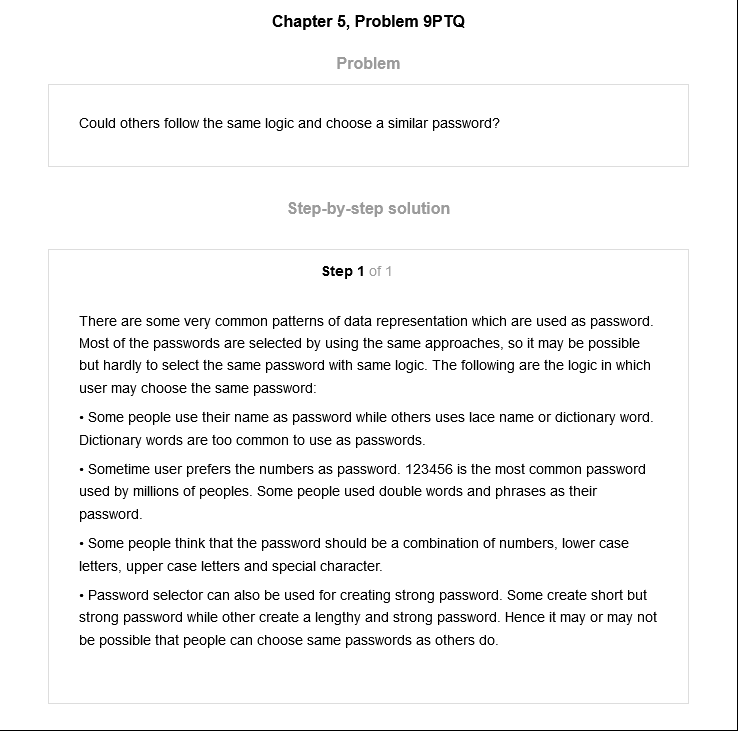 Chapter 5, Problem 9PTQ
Problem
Could others follow the same logic and choose a similar password?
Step-by-step solution
Step 1 of 1
There are some very common patterns of data representation which are used as password.
Most of the passwords are selected by using the same approaches, so it may be possible
but hardly to select the same password with same logic. The following are the logic in which
user may choose the same password:
• Some people use their name as password while others uses lace name or dictionary word.
Dictionary words are too common to use as passwords.
• Sometime user prefers the numbers as password. 123456 is the most common password
used by millions of peoples. Some people used double words and phrases as their
password.
• Some people think that the password should be a combination of numbers, lower case
letters, upper case letters and special character.
• Password selector can also be used for creating strong password. Some create short but
strong password while other create a lengthy and strong password. Hence it may or may not
be possible that people can choose same passwords as others do.